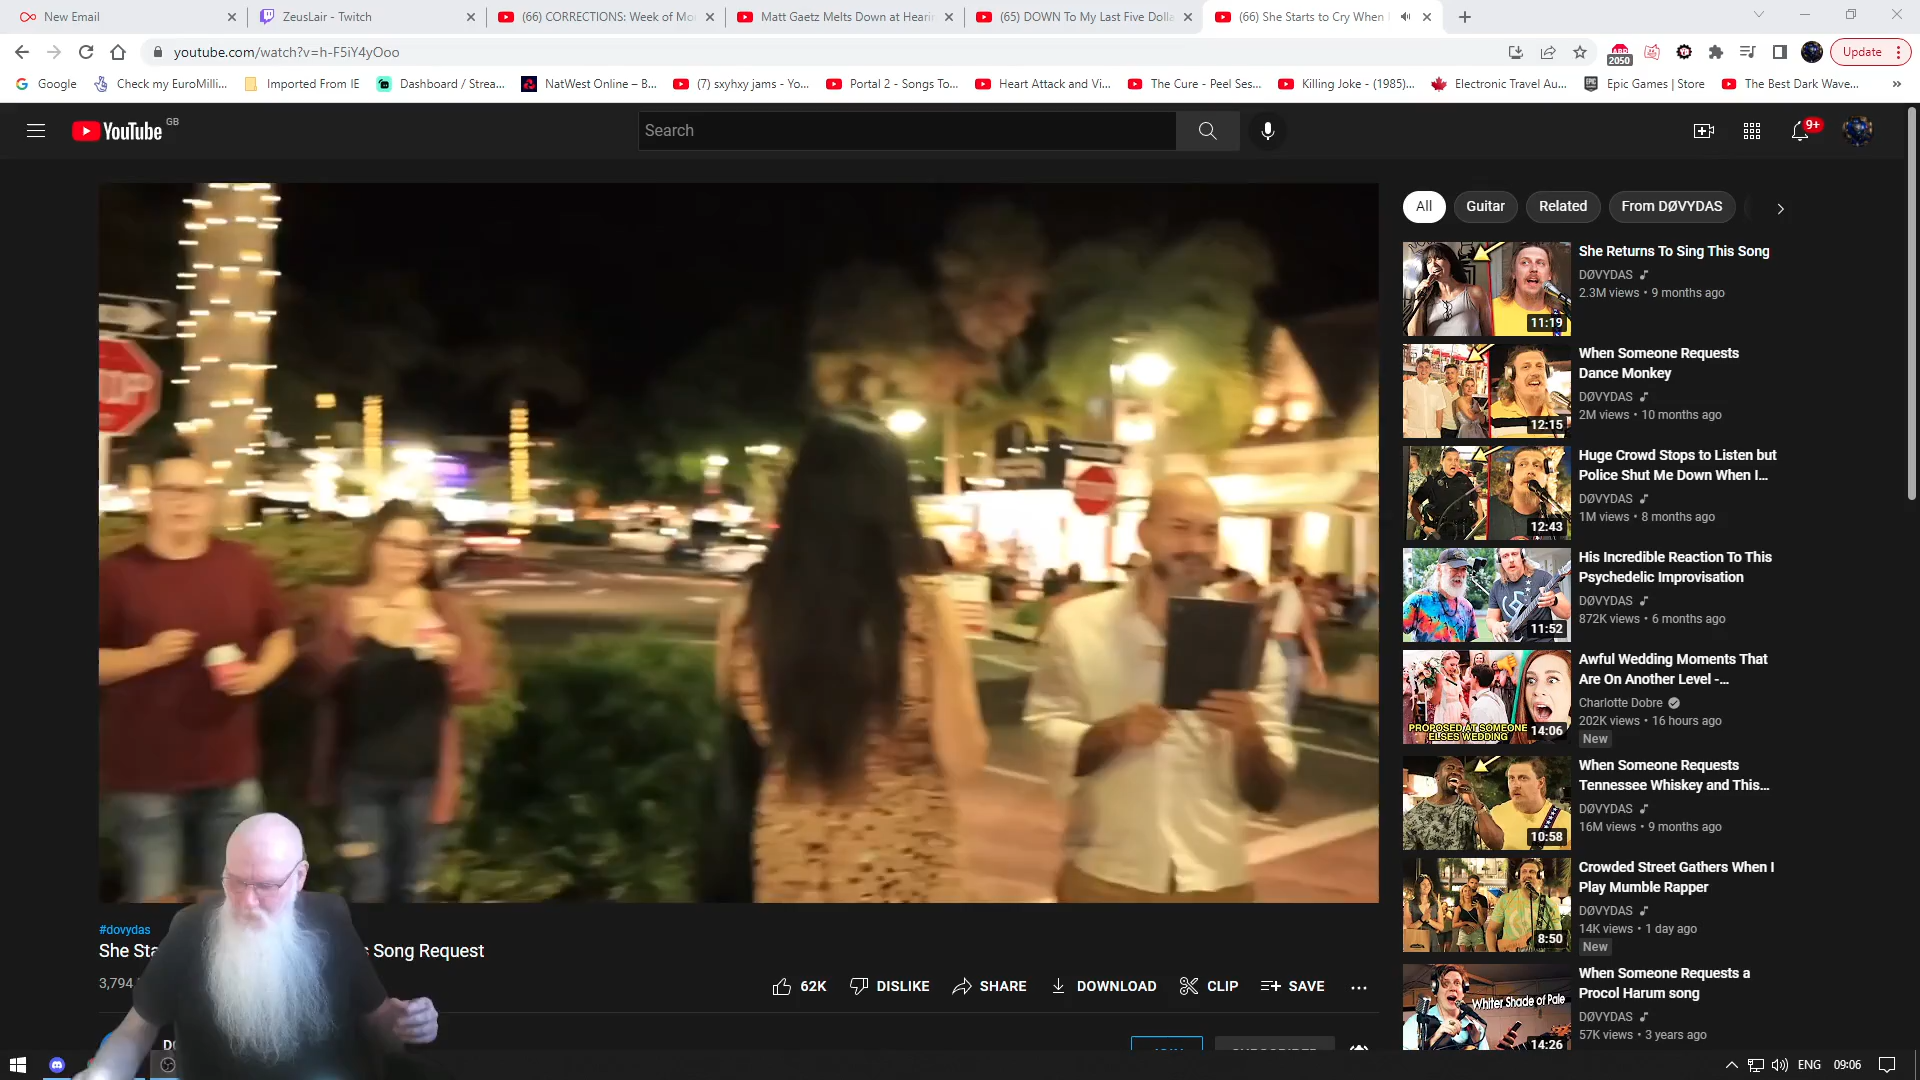 New Email
ZeusLair - Twitch
(66) CORRECTIONS: Week of Mo
Matt Gaetz Melts Down at Heari
(65) DOWN To My Last Five Dolla
(66) She Starts to Cry When
youtube.com/watch?v=h-F5iY4yOoo
2050
Update
Google
Check my EuroMilli...
Imported From IE
Dashboard / Strea...
NatWest Online – B...
(7) sxyhxy jams - Yo...
Portal 2 - Songs To...
Heart Attack and Vi...
The Cure - Peel Ses...
Killing Joke - (1985)...
Electronic Travel Au...
Epic Games | Store
The Best Dark Wave...
YouTube GB
Search
9+
All
Guitar
Related
From DØVYDAS
She Returns To Sing This Song
DØVYDAS
2.3M views • 9 months ago
11:19
When Someone Requests
Dance Monkey
DØVYDAS
2M views • 10 months ago
12:15
Huge Crowd Stops to Listen but
Police Shut Me Down When I...
DØVYDAS
1M views • 8 months ago
12:43
His Incredible Reaction To This
Psychedelic Improvisation
DØVYDAS
872K views • 6 months ago
11:52
Awful Wedding Moments That
Are On Another Level -...
Charlotte Dobre
202K views • 16 hours ago
New
PROPOSED AT SOMEONE
ELSES WEDDING
14:06
When Someone Requests
Tennessee Whiskey and This...
DØVYDAS
16M views • 9 months ago
10:58
Crowded Street Gathers When I
Play Mumble Rapper
DØVYDAS
14K views • 1 day ago
New
8:50
When Someone Requests a
Procol Harum song
DØVYDAS
57K views • 3 years ago
Whiter Shade of Pale
14:26
#dovydas
She Sta
Song Request
3,794
62K
DISLIKE
SHARE
DOWNLOAD
CLIP
SAVE
ENG
09:06